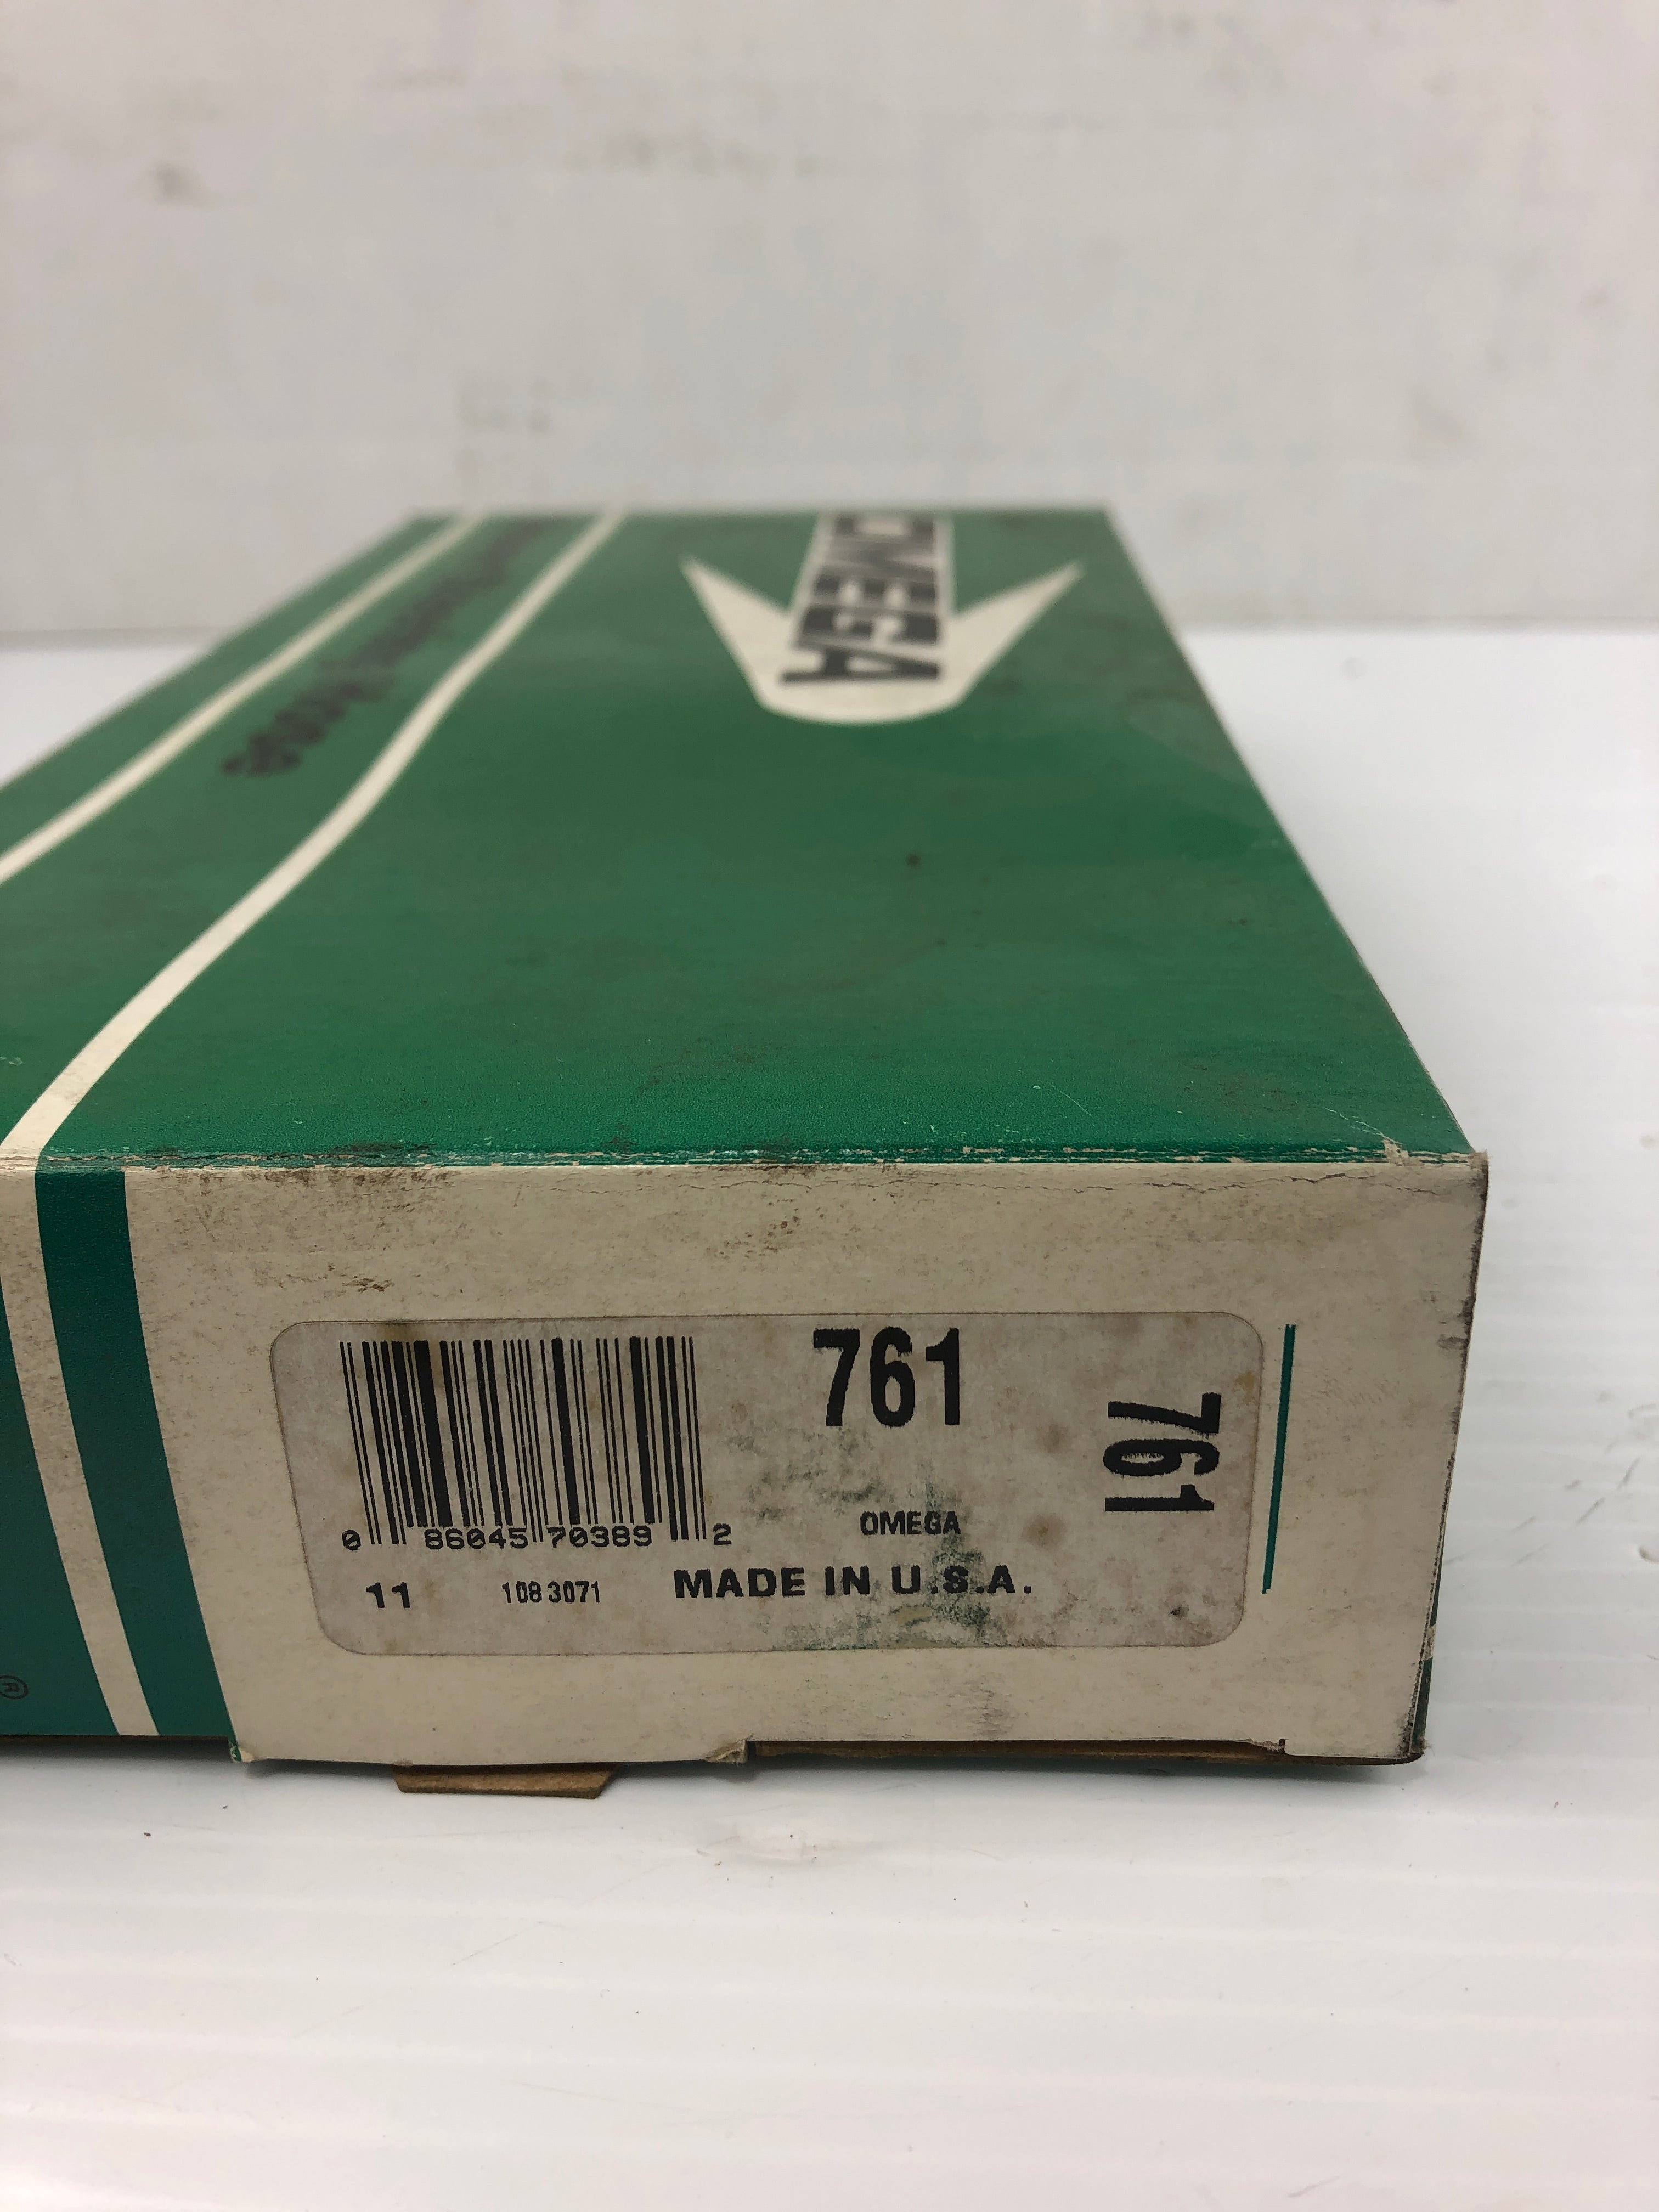 OMEGA
761
761
0 86045 70389 2
OMEGA
11 108 3071 MADE IN U.S.A.
®